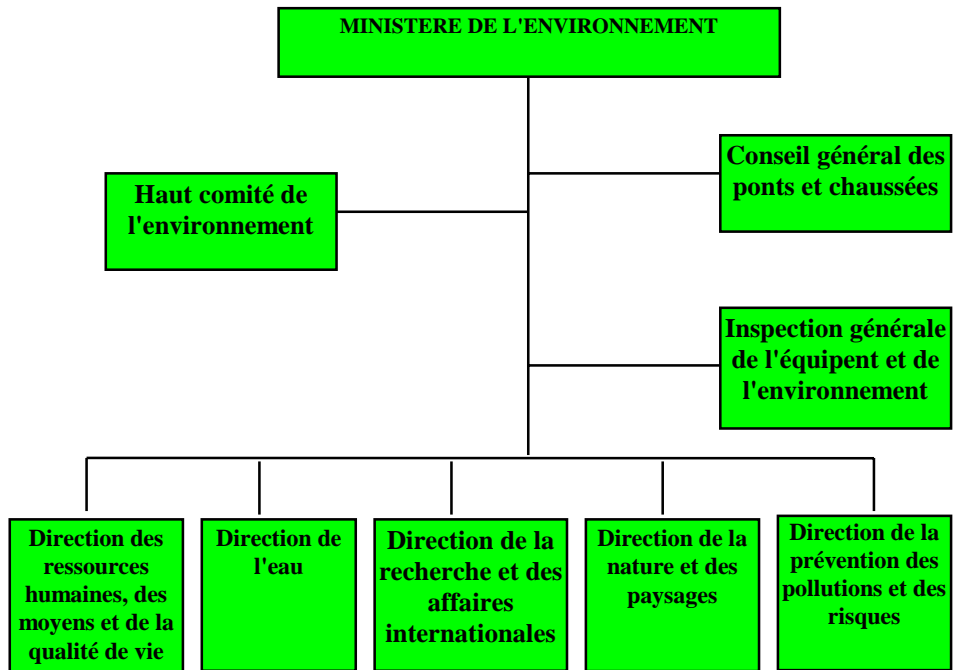 MINISTERE DE L'ENVIRONNEMENT
Conseil général des
ponts et chaussées
Haut comité de
l'environnement
Inspection générale
de l'équipent et de
l'environnement
Direction des
ressources
humaines, des
moyens et de la
qualité de vie
Direction de
l'eau
Direction de la
recherche et des
affaires
internationales
Direction de la
nature et des
paysages
Direction de la
prévention des
pollutions et des
risques